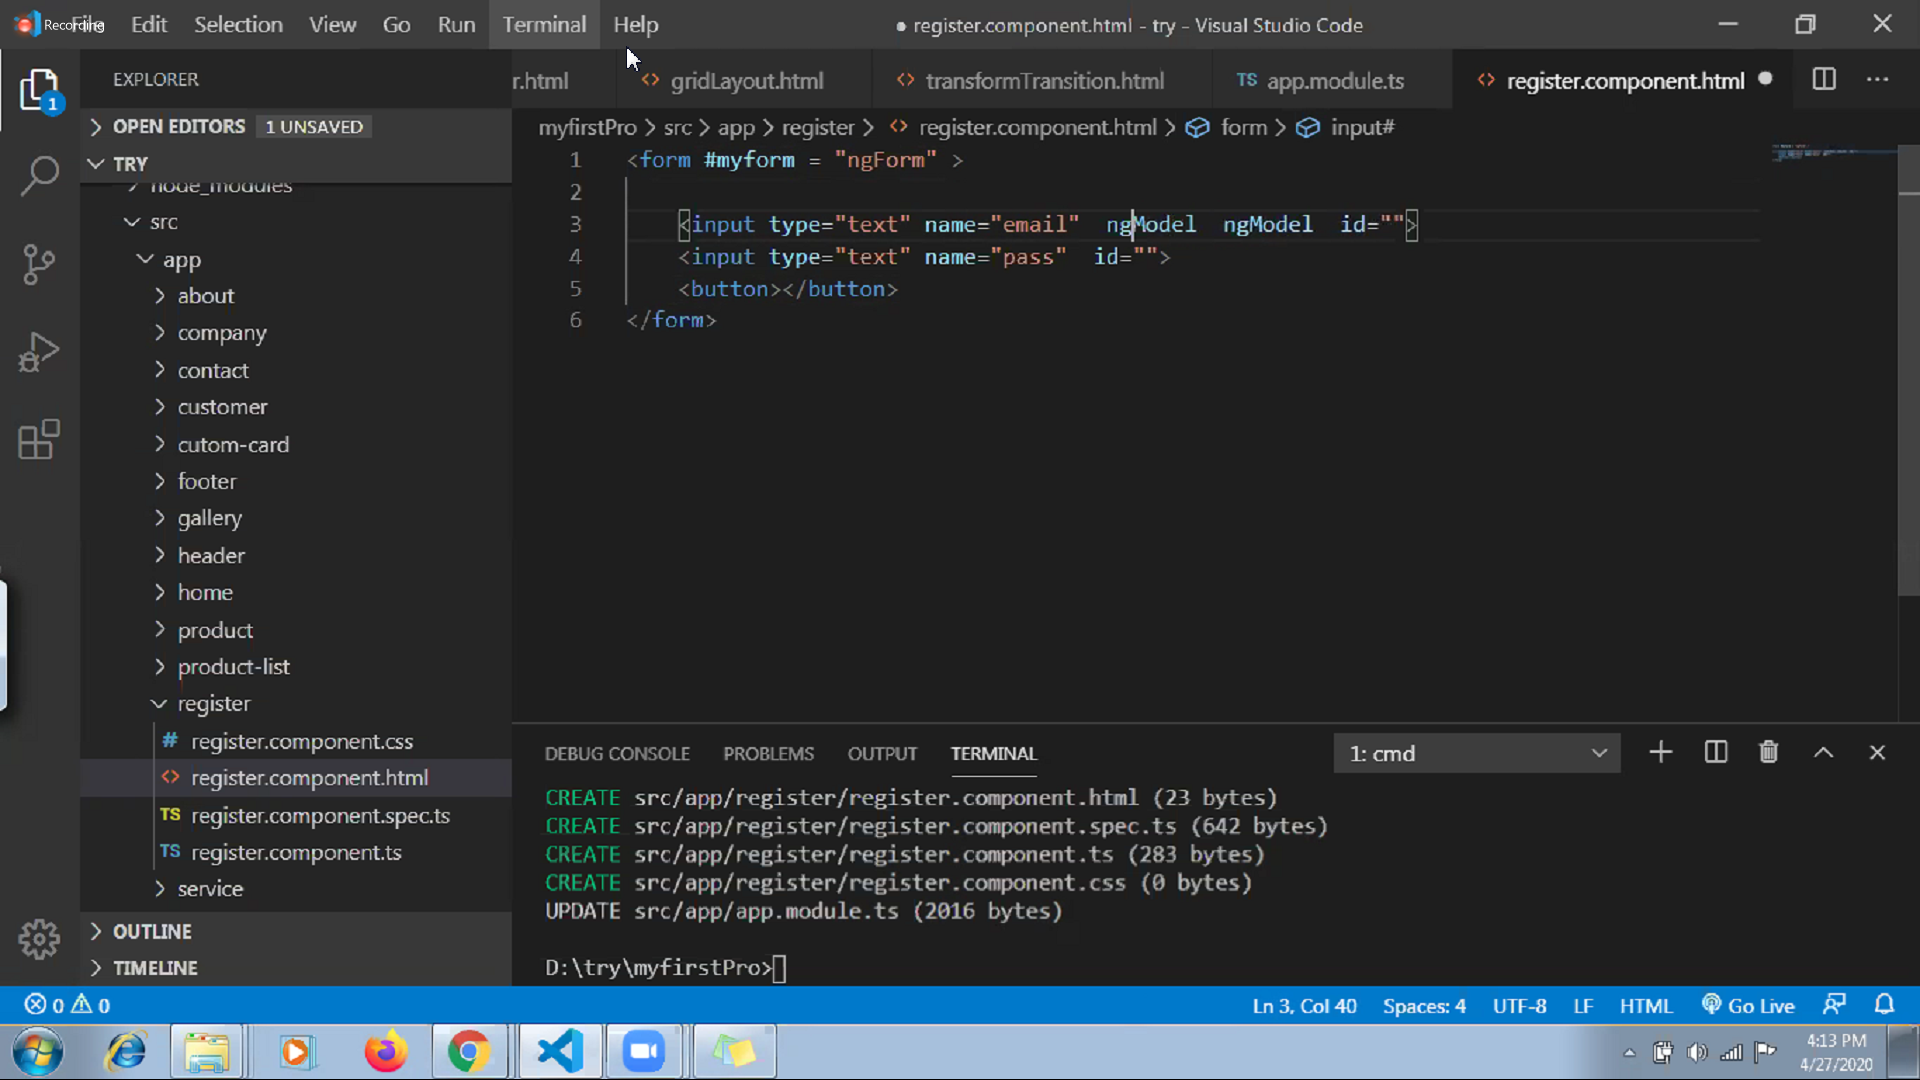 Recording
File Edit Selection View Go Run Terminal Help
● register.component.html - try - Visual Studio Code
EXPLORER
r.html
gridLayout.html
transformTransition.html
TS app.module.ts
register.component.html
1
OPEN EDITORS 1 UNSAVED
myfirstPro > src > app > register > register.component.html > form > input#
TRY
node_modules
src
app
about
company
contact
customer
cutom-card
footer
gallery
header
home
product
product-list
register
# register.component.css
<> register.component.html
TS register.component.spec.ts
TS register.component.ts
service
OUTLINE
TIMELINE
1 <form #myform = "ngForm" >
2
3 <input type="text" name="email"  ngModel  ngModel  id="">
4 <input type="text" name="pass"  id="">
5 <button></button>
6 </form>
DEBUG CONSOLE PROBLEMS OUTPUT TERMINAL
1: cmd
CREATE src/app/register/register.component.html (23 bytes)
CREATE src/app/register/register.component.spec.ts (642 bytes)
CREATE src/app/register/register.component.ts (283 bytes)
CREATE src/app/register/register.component.css (0 bytes)
UPDATE src/app/app.module.ts (2016 bytes)
D:\try\myfirstPro>
0 0
Ln 3, Col 40 Spaces: 4 UTF-8 LF HTML Go Live
4:13 PM
4/27/2020